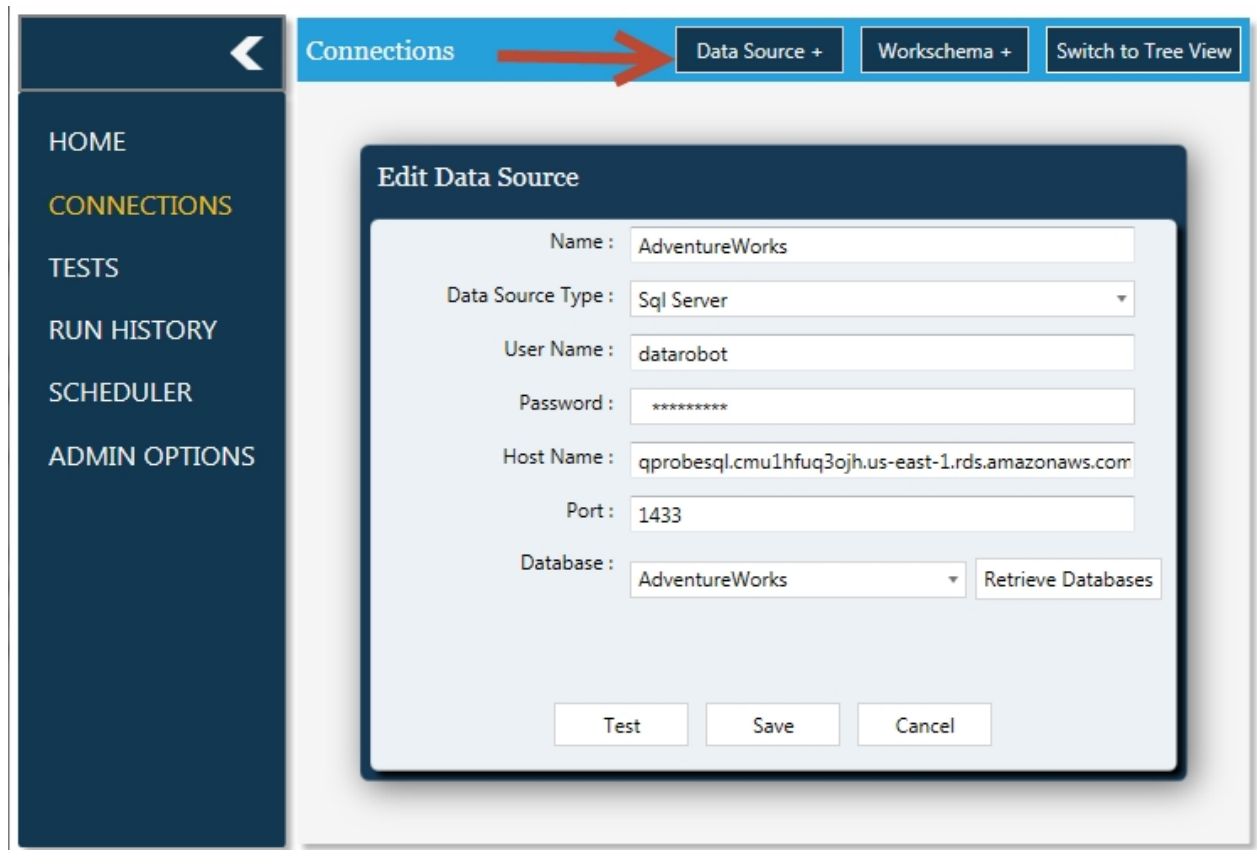 Connections
Data Source +
Workschema +
Switch to Tree View
HOME
CONNECTIONS
TESTS
RUN HISTORY
SCHEDULER
ADMIN OPTIONS
Edit Data Source
Name : AdventureWorks
Data Source Type : Sql Server
User Name : datarobot
Password : *********
Host Name : qprobesql.cmu1hfuq3ojh.us-east-1.rds.amazonaws.com
Port : 1433
Database : AdventureWorks Retrieve Databases
Test Save Cancel